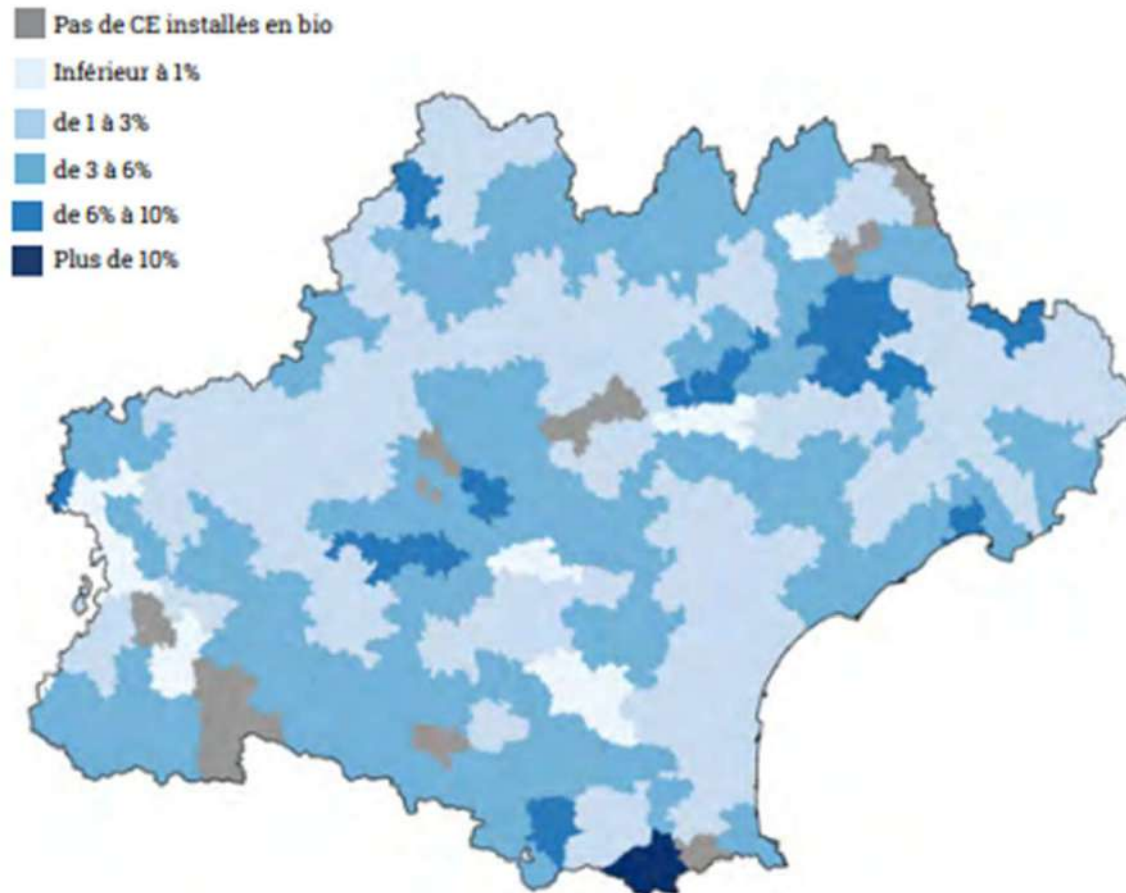 Pas de CE installés en bio
Inférieur à 1%
de 1 à 3%
de 3 à 6%
de 6% à 10%
Plus de 10%